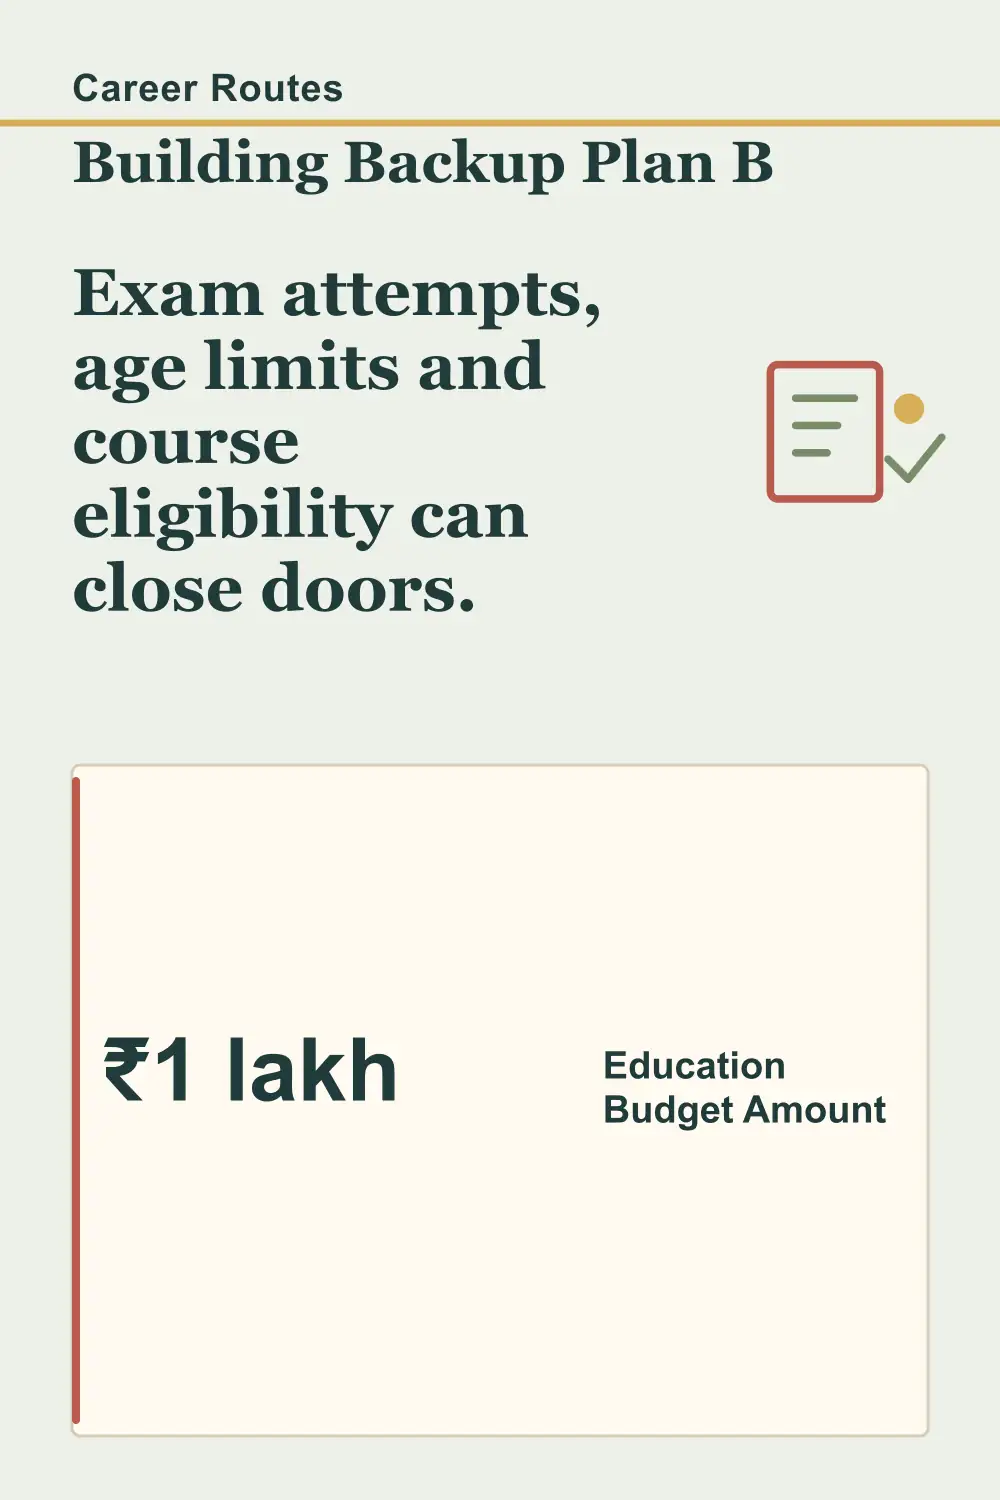 Career Routes
Building Backup Plan B
Exam attempts,
age limits and
course
eligibility can
close doors.
₹1 lakh
Education
Budget Amount